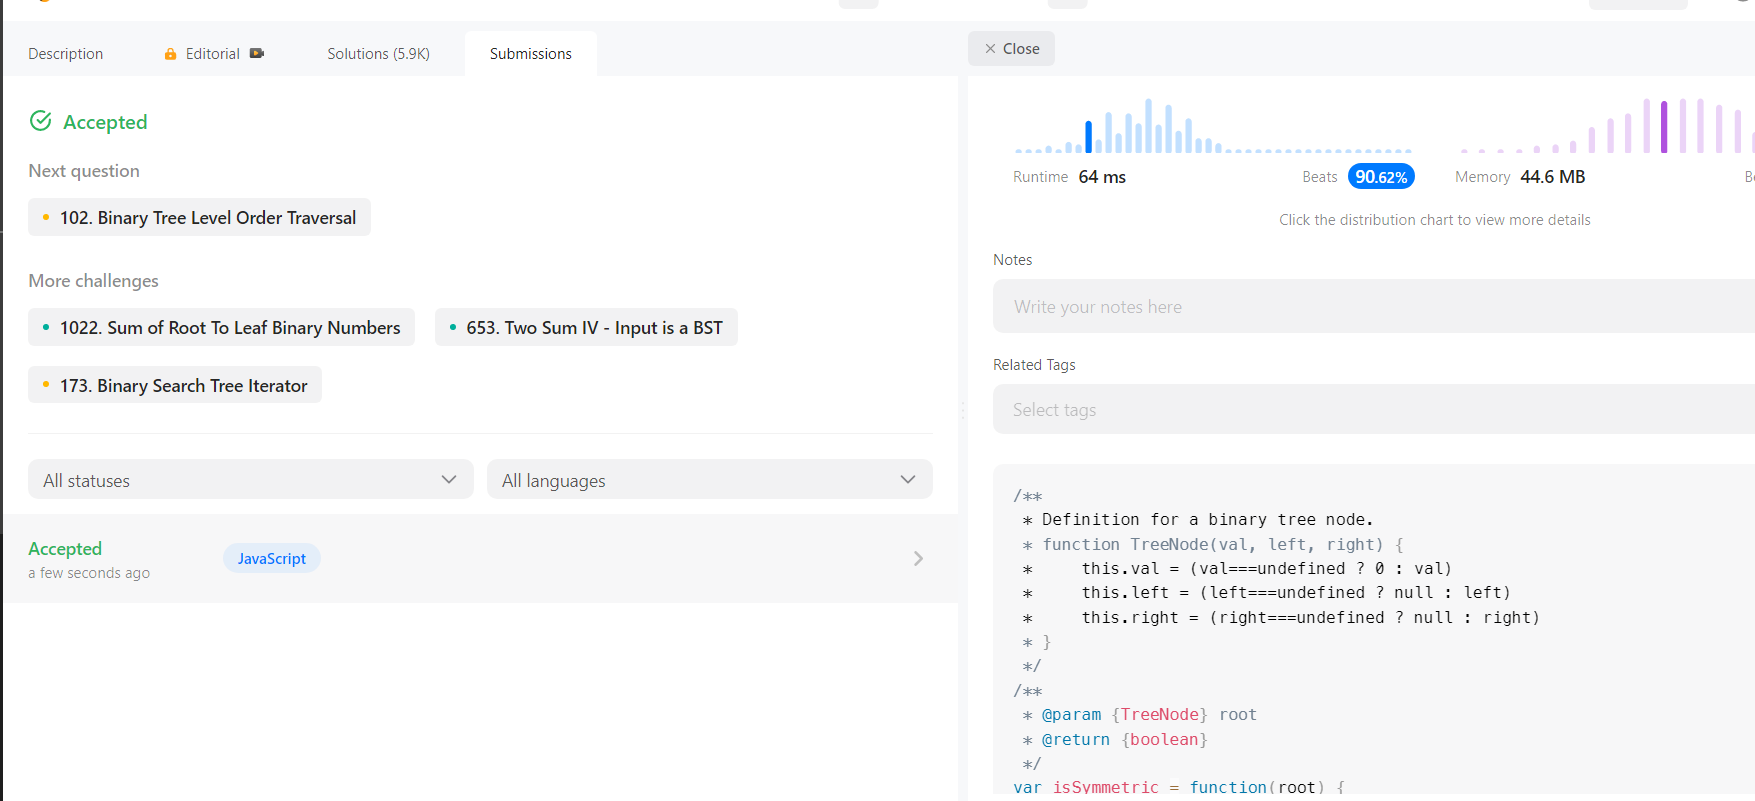 Description
Editorial
Solutions (5.9K)
Submissions
Accepted
Next question
102. Binary Tree Level Order Traversal
More challenges
1022. Sum of Root To Leaf Binary Numbers
653. Two Sum IV - Input is a BST
173. Binary Search Tree Iterator
All statuses
All languages
Accepted
a few seconds ago
JavaScript
Close
Runtime 64 ms
Beats 90.62%
Memory 44.6 MB
Click the distribution chart to view more details
Notes
Write your notes here
Related Tags
Select tags
/**
 * Definition for a binary tree node.
 * function TreeNode(val, left, right) {
 *     this.val = (val===undefined ? 0 : val)
 *     this.left = (left===undefined ? null : left)
 *     this.right = (right===undefined ? null : right)
 * }
 */
/**
 * @param {TreeNode} root
 * @return {boolean}
 */
var isSymmetric = function(root) {